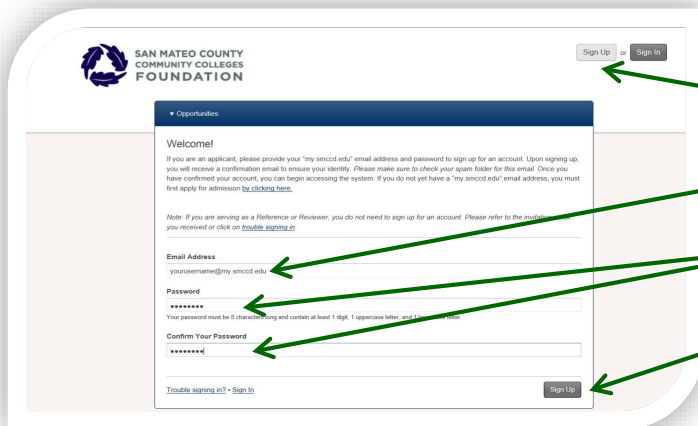 SAN MATEO COUNTY
COMMUNITY COLLEGES
FOUNDATION
Sign Up or Sign In
▾ Opportunities
Welcome!
If you are an applicant, please provide your "my.smccd.edu" email address and password to sign up for an account. Upon signing up,
you will receive a confirmation email to ensure your identity. Please make sure to check your spam folder for this email. Once you
have confirmed your account, you can begin accessing the system. If you do not yet have a "my.smccd.edu" email address, you must
first apply for admission by clicking here.
Note: If you are serving as a Reference or Reviewer, you do not need to sign up for an account. Please refer to the
you received or click on trouble signing in.
Email Address
yourusername@my.smccd.edu
Password
••••••••
Your password must be 8 characters long and contain at least 1 digit, 1 uppercase letter, and letter.
Confirm Your Password
••••••••
Trouble signing in? • Sign In
Sign Up